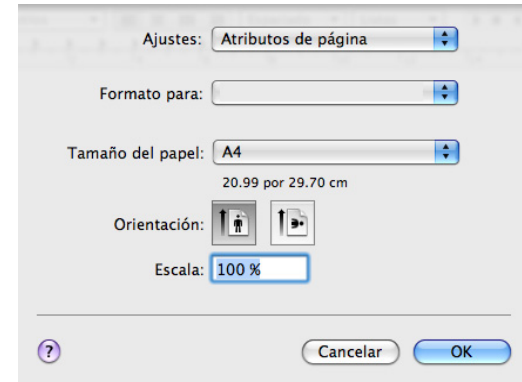 Ajustes: Atributos de página
Formato para:
Tamaño del papel: A4
20.99 por 29.70 cm
Orientación:
Escala: 100 %
? Cancelar OK